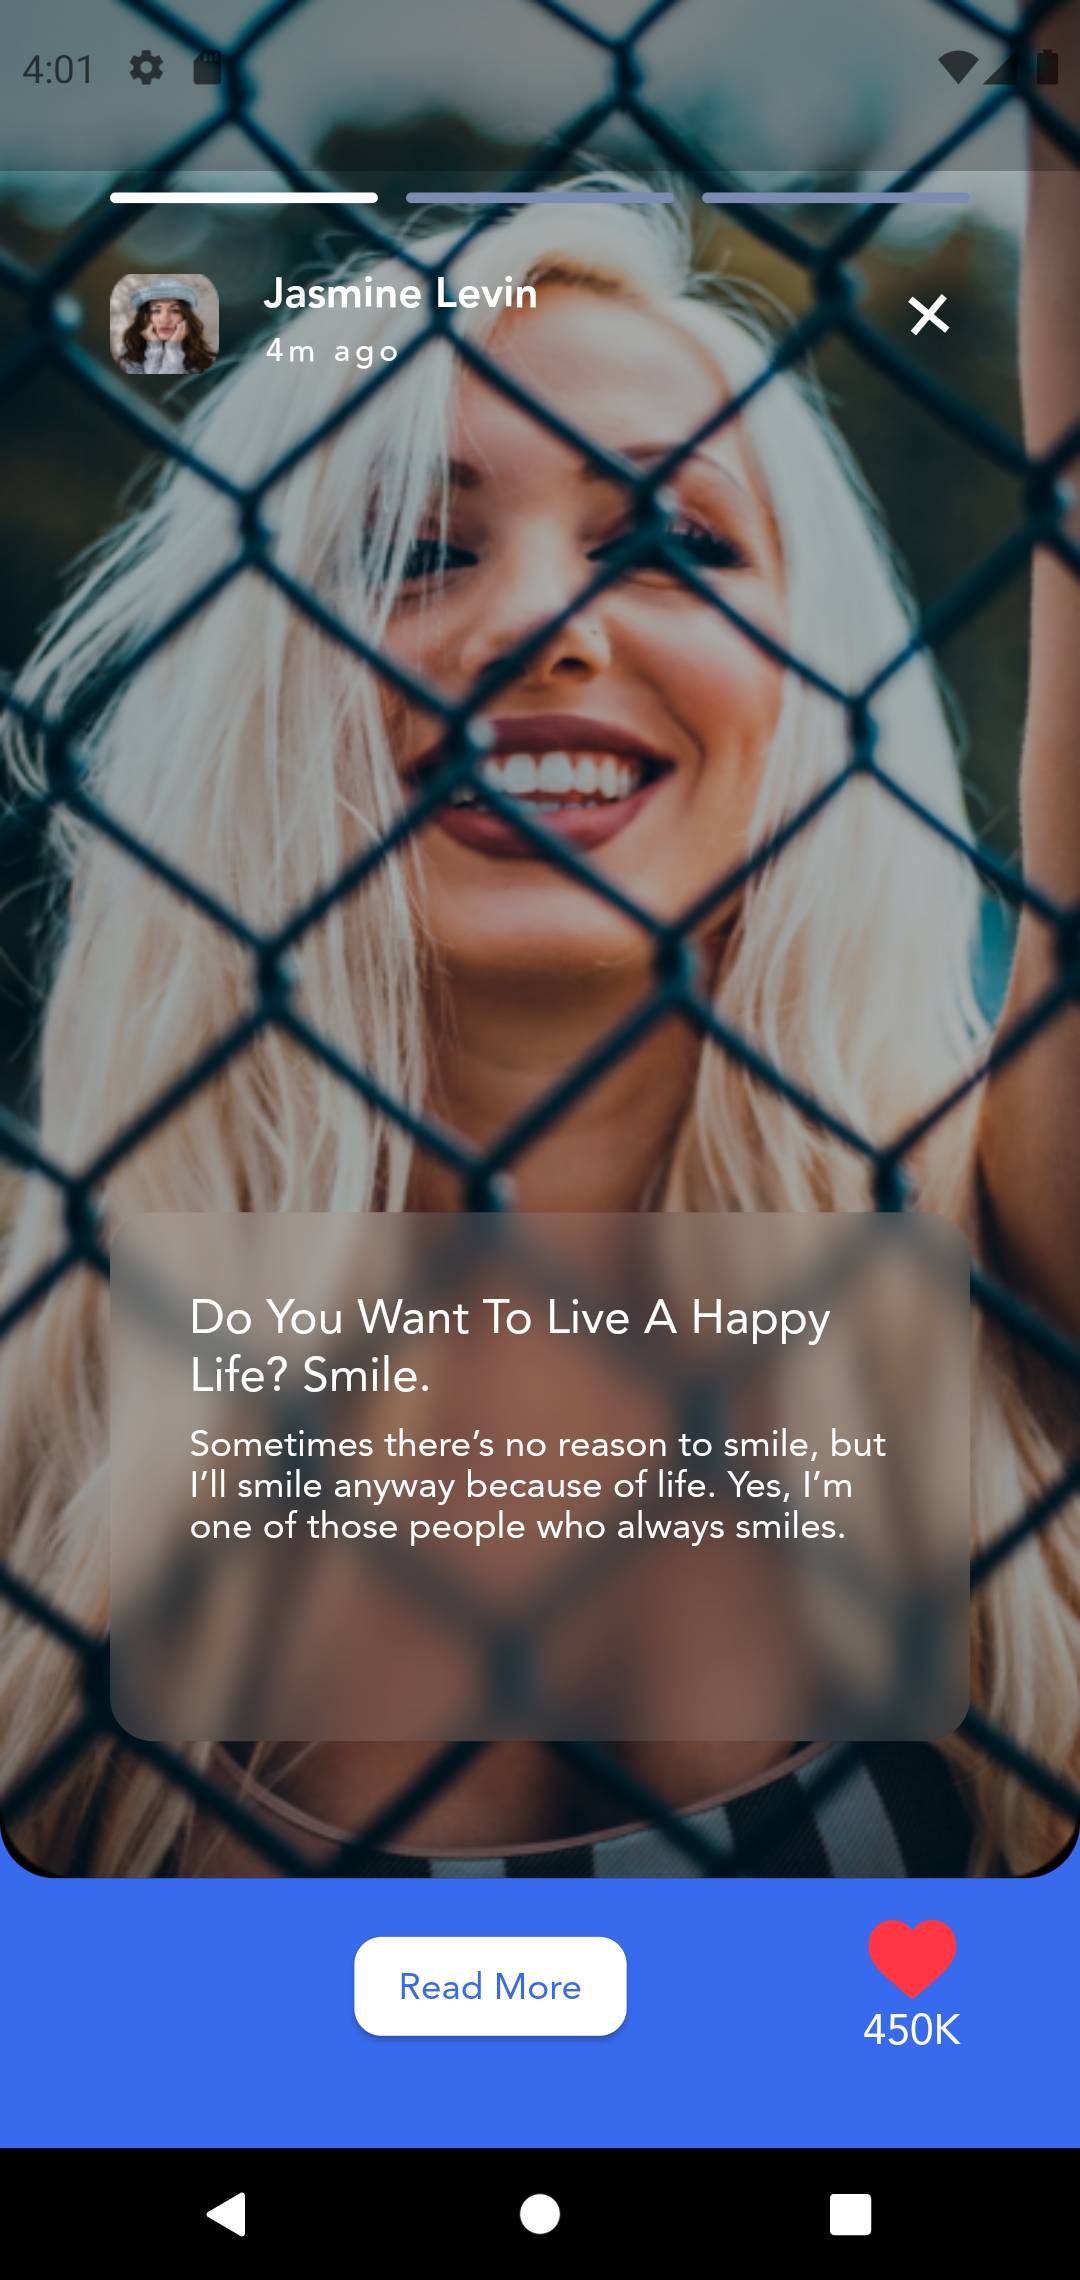 4:01
Jasmine Levin
4m ago
Do You Want To Live A Happy
Life? Smile.
Sometimes there’s no reason to smile, but
I’ll smile anyway because of life. Yes, I’m
one of those people who always smiles.
Read More
450K